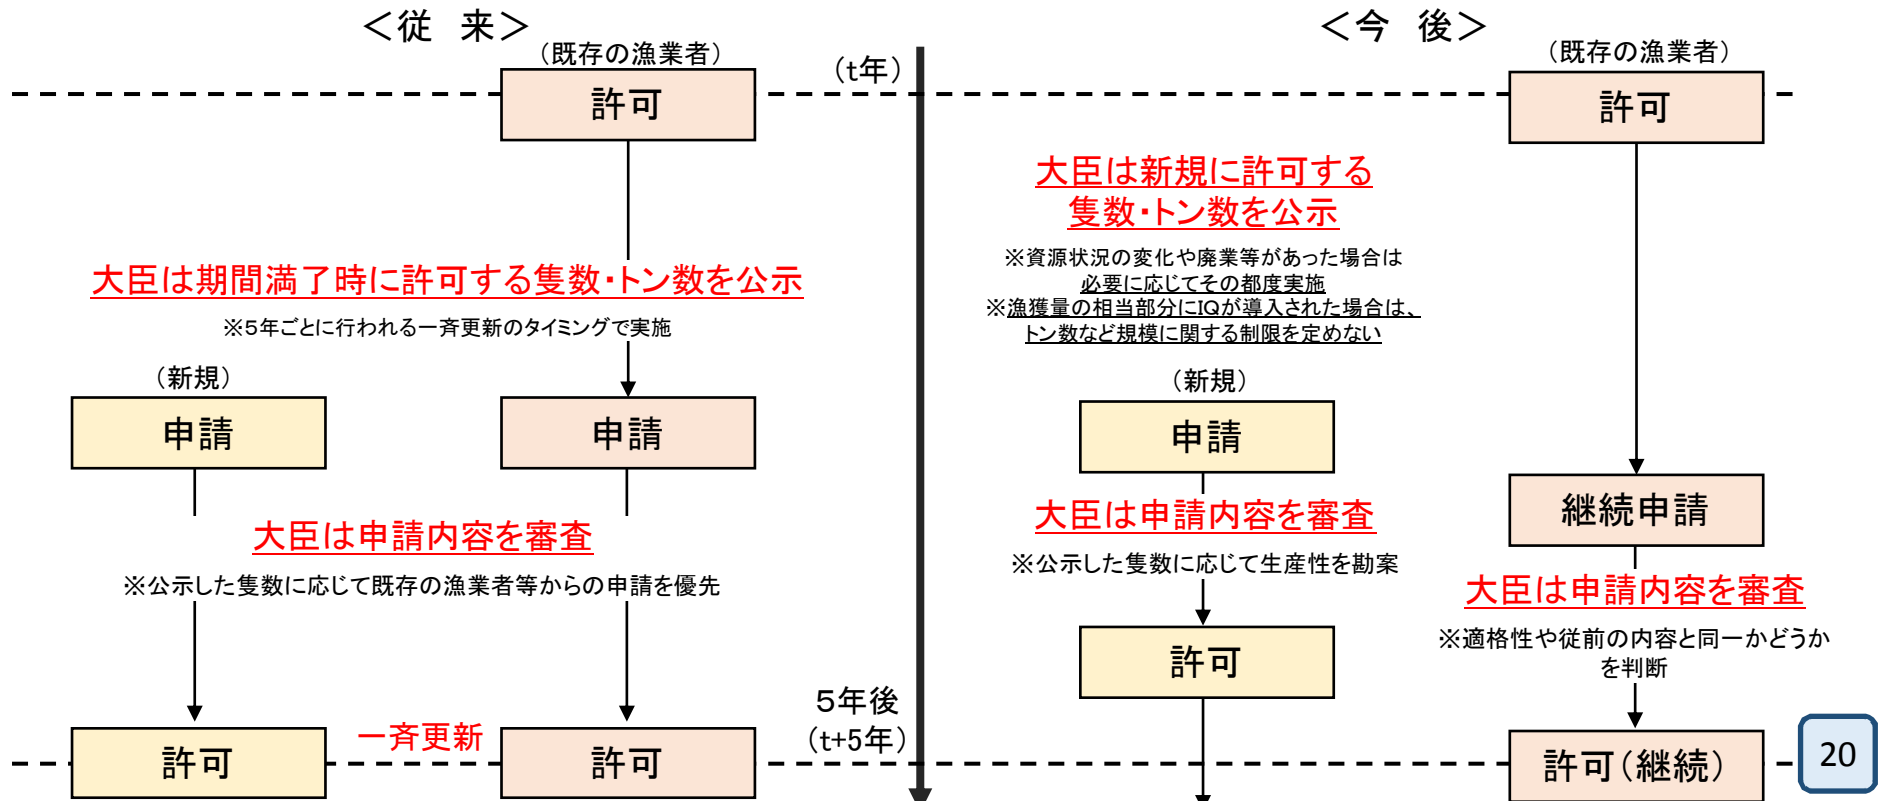 ＜従　来＞
（既存の漁業者）
許可
大臣は期間満了時に許可する隻数・トン数を公示
※５年ごとに行われる一斉更新のタイミングで実施
（新規）
申請
申請
大臣は申請内容を審査
※公示した隻数に応じて既存の漁業者等からの申請を優先
許可
一斉更新
許可
（t年）
５年後
（t+5年）
＜今　後＞
（既存の漁業者）
許可
大臣は新規に許可する
隻数・トン数を公示
※資源状況の変化や廃業等があった場合は
必要に応じてその都度実施
※漁獲量の相当部分にIQが導入された場合は、
トン数など規模に関する制限を定めない
（新規）
申請
大臣は申請内容を審査
※公示した隻数に応じて生産性を勘案
許可
継続申請
大臣は申請内容を審査
※適格性や従前の内容と同一かどうか
を判断
許可（継続）
20